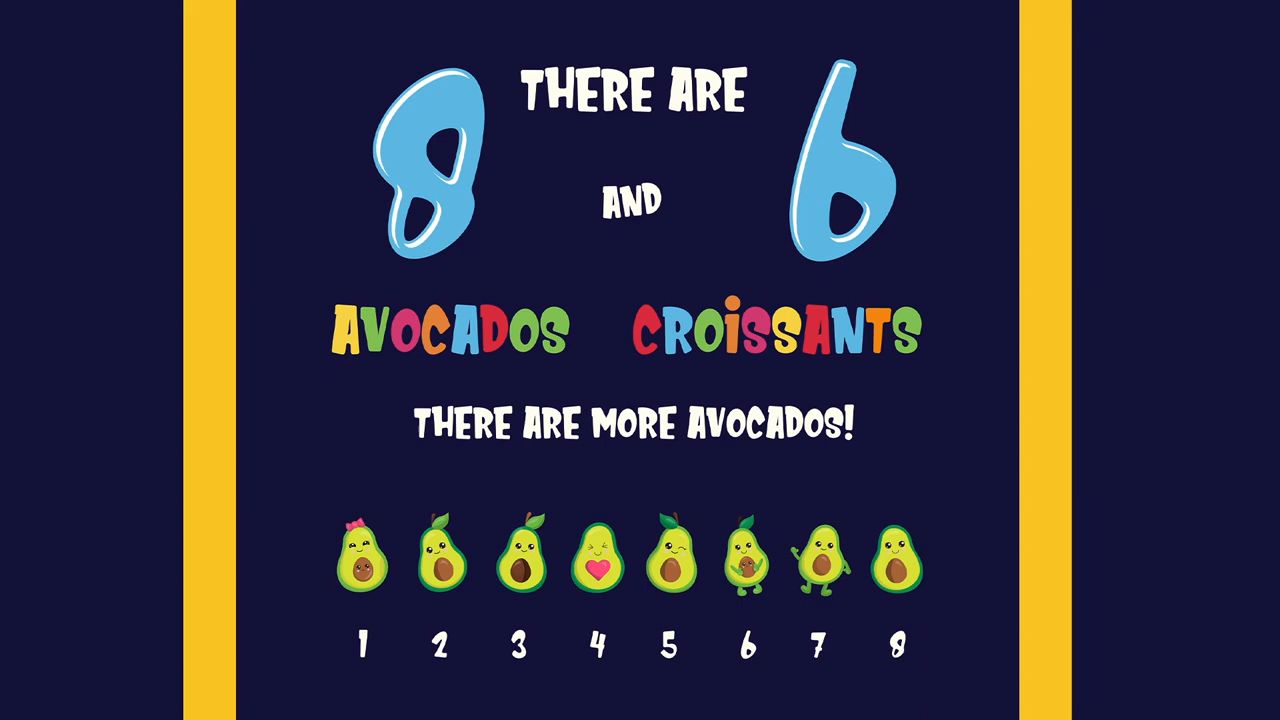 THERE ARE
8 6
AND
AVOCADOS CROISSANTS
THERE ARE MORE AVOCADOS!
1 2 3 4 5 6 7 8